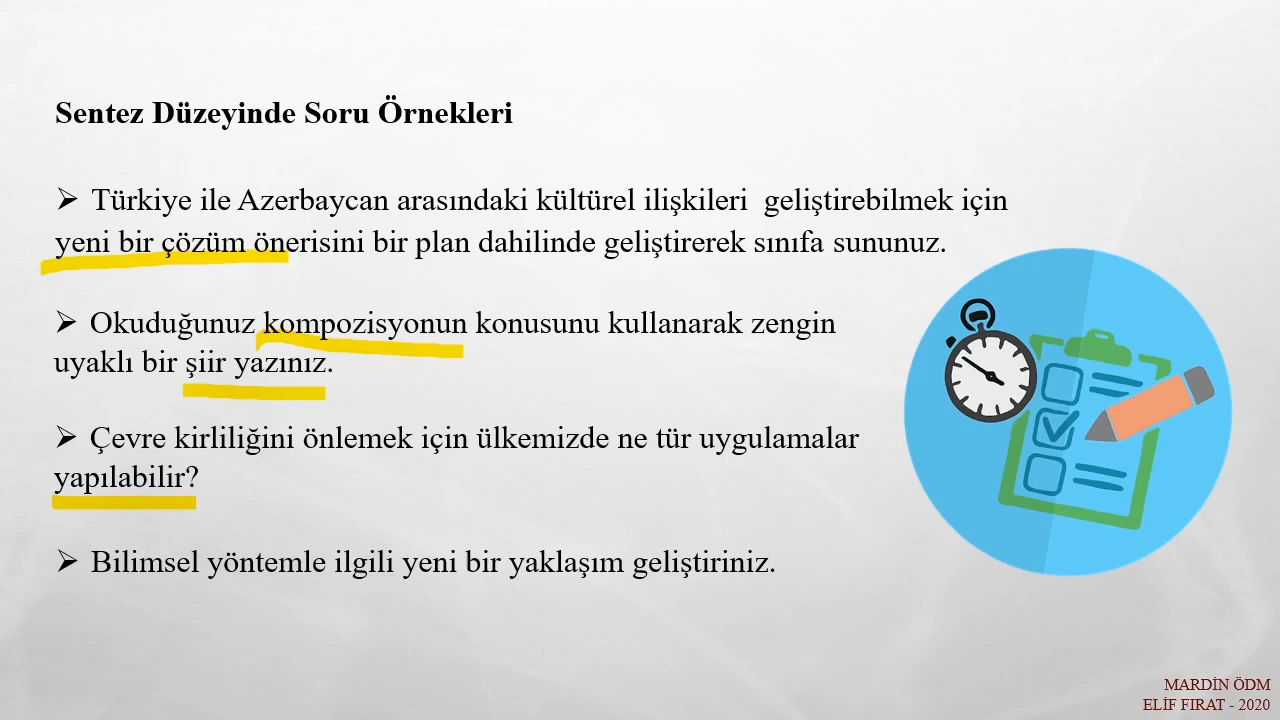 Sentez Düzeyinde Soru Örnekleri
➢ Türkiye ile Azerbaycan arasındaki kültürel ilişkileri geliştirebilmek için
yeni bir çözüm önerisini bir plan dahilinde geliştirerek sınıfa sununuz.
➢ Okuduğunuz kompozisyonun konusunu kullanarak zengin
uyaklı bir şiir yazınız.
➢ Çevre kirliliğini önlemek için ülkemizde ne tür uygulamalar
yapılabilir?
➢ Bilimsel yöntemle ilgili yeni bir yaklaşım geliştiriniz.
MARDİN ÖDM
ELİF FIRAT - 2020